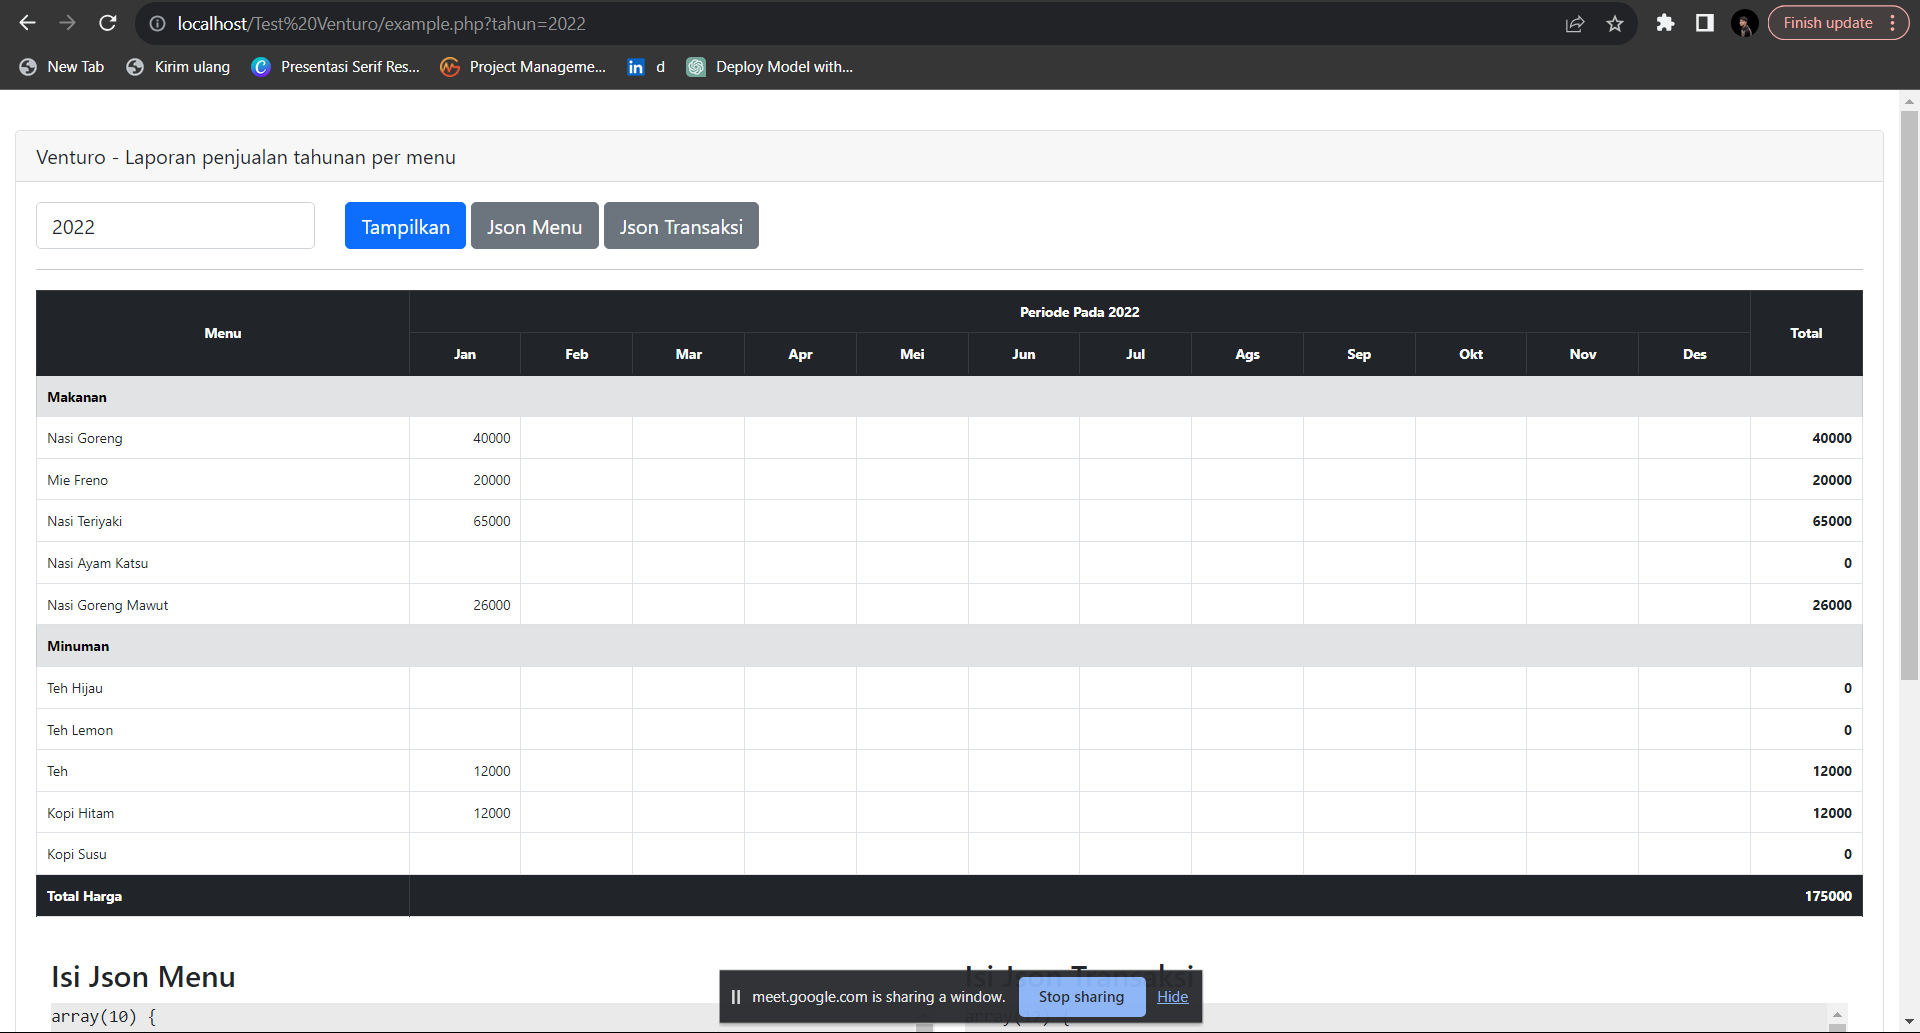 localhost/Test%20Venturo/example.php?tahun=2022
Finish update
New Tab
Kirim ulang
Presentasi Serif Res...
Project Manageme...
d
Deploy Model with...
Venturo - Laporan penjualan tahunan per menu
2022
Tampilkan
Json Menu
Json Transaksi
Menu Periode Pada 2022 Total
Jan Feb Mar Apr Mei Jun Jul Ags Sep Okt Nov Des
Makanan
Nasi Goreng 40000 40000
Mie Freno 20000 20000
Nasi Teriyaki 65000 65000
Nasi Ayam Katsu 0
Nasi Goreng Mawut 26000 26000
Minuman
Teh Hijau 0
Teh Lemon 0
Teh 12000 12000
Kopi Hitam 12000 12000
Kopi Susu 0
Total Harga 175000
Isi Json Menu
Isi Json Transaksi
array(10) {
meet.google.com is sharing a window.
Stop sharing
Hide